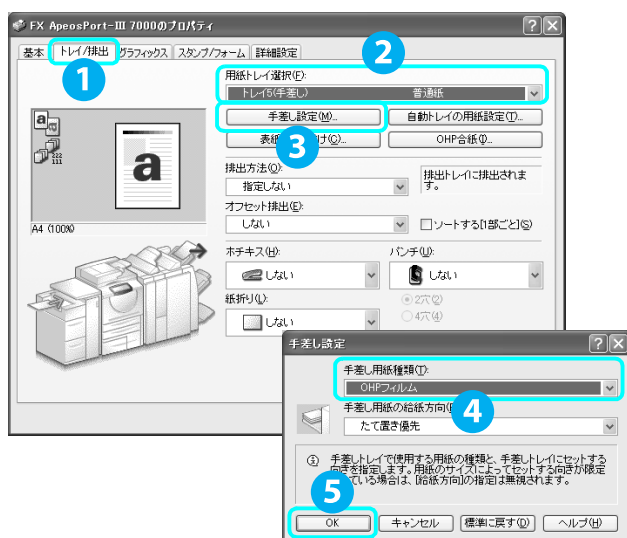 FX ApeosPort-III 7000のプロパティ
基本 トレイ/排出 グラフィックス スタンプ/フォーム 詳細設定
1
2
用紙トレイ選択(F):
トレイ5(手差し) 普通紙
手差し設定(M)... 自動トレイの用紙設定(T)...
3
表紙 け(C)... OHP合紙(I)...
排出方法(O):
指定しない
排出トレイに排出されま
す。
オフセット排出(E):
しない
ソートする[1部ごと](S)
a
222
111
a
A4 (100%)
ホチキス(H): パンチ(U):
しない しない
紙折り(L):
しない
2穴(2)
4穴(4)
手差し設定
手差し用紙種類(T):
OHPフィルム
4
手差し用紙の給紙方向
たて置き優先
手差しトレイで使用する用紙の種類と、手差しトレイにセットする
向きを指定します。用紙のサイズによってセットする向きが限定
ている場合は、[給紙方向]の指定は無視されます。
5
OK キャンセル 標準に戻す(D) ヘルプ(H)